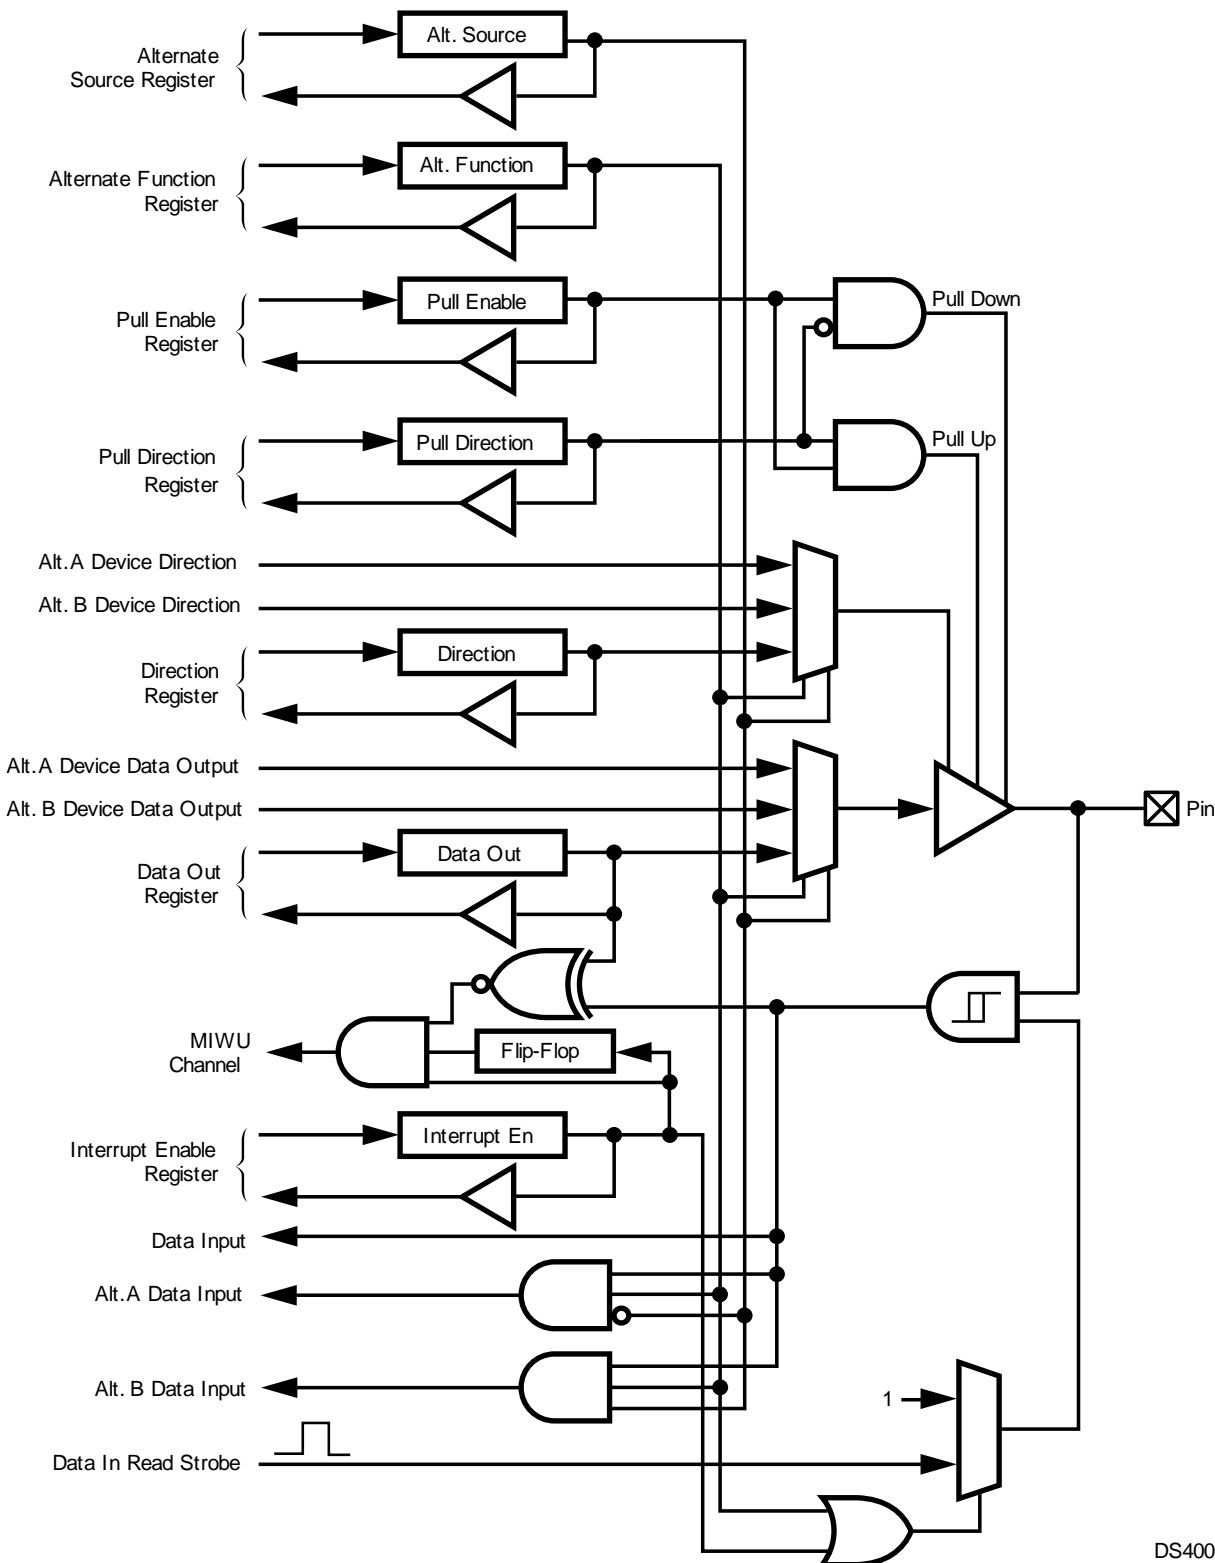 Alt. Source
Alternate
Source Register
Alt. Function
Alternate Function
Register
Pull Enable
Pull Down
Pull Enable
Register
Pull Direction
Pull Up
Pull Direction
Register
Alt.A Device Direction
Alt. B Device Direction
Direction
Direction
Register
Alt.A Device Data Output
Alt. B Device Data Output
Pin
Data Out
Data Out
Register
MIWU
Channel
Flip-Flop
Interrupt En
Interrupt Enable
Register
Data Input
Alt.A Data Input
Alt. B Data Input
1
Data In Read Strobe
DS400